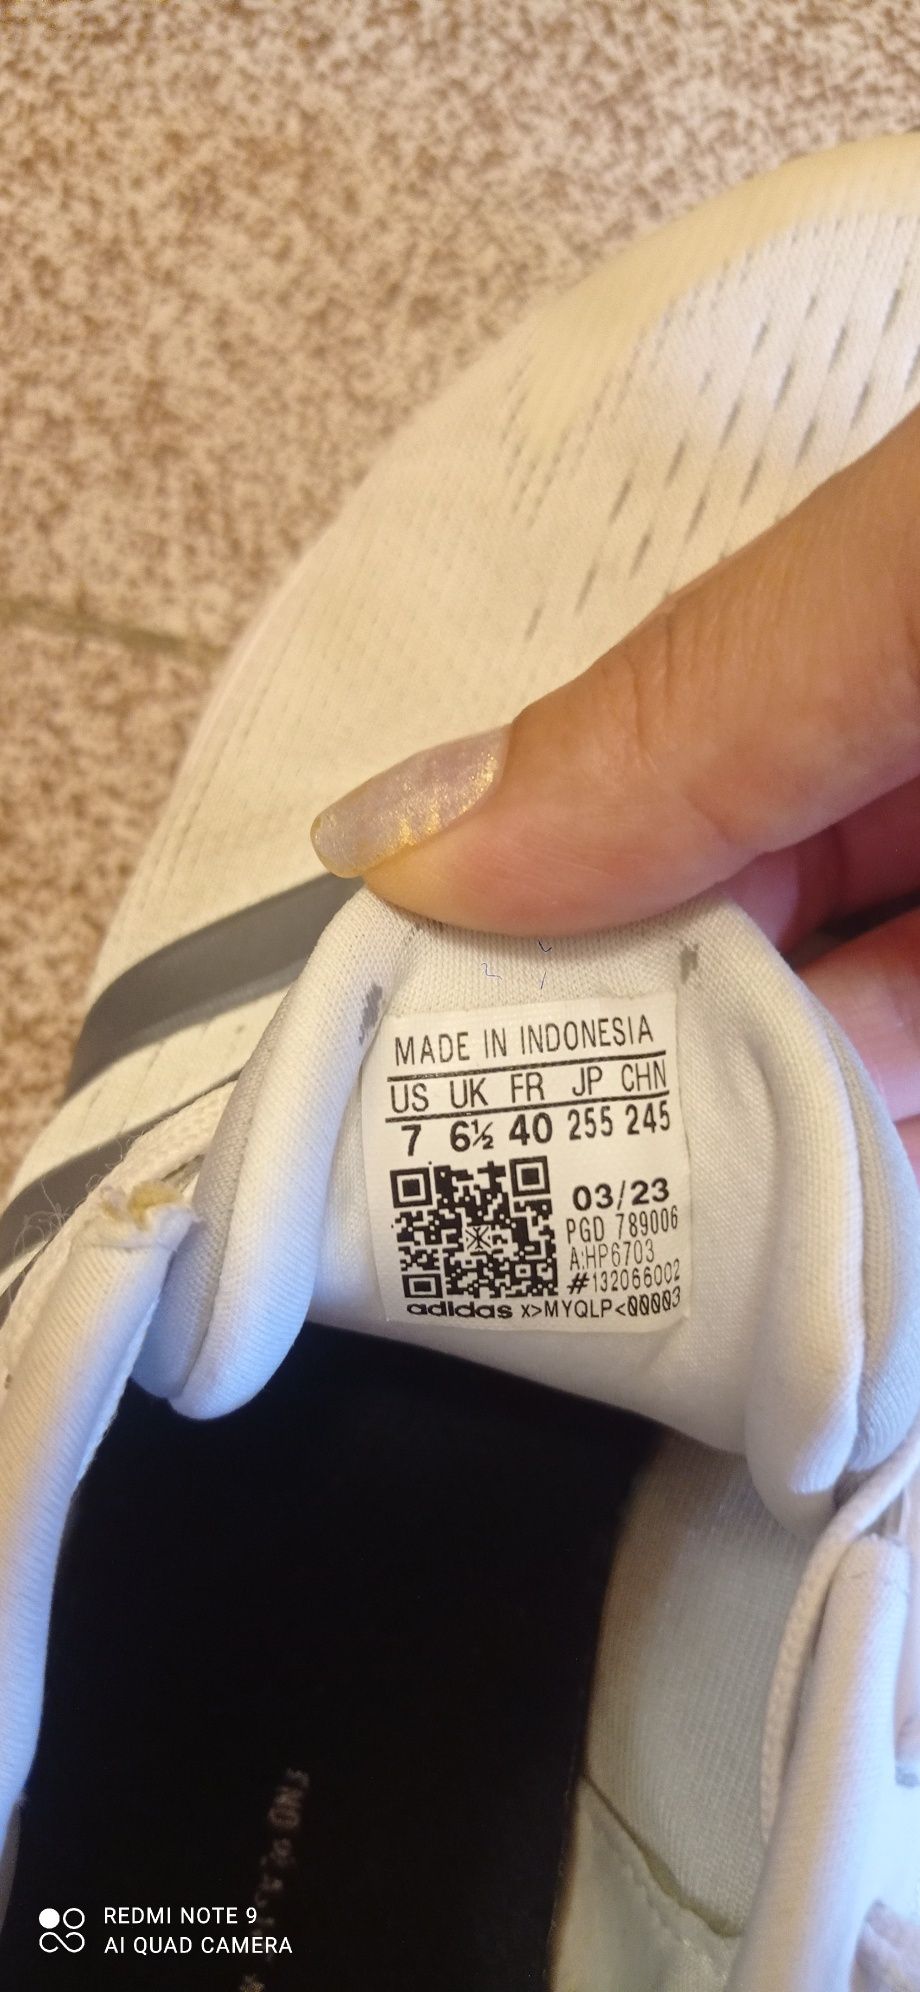 MADE IN INDONESIA
US UK FR JP CHN
7 6½ 40 255 245
03/23
PGD 789006
A:HP6703
#132066002
adidas X>MYQLP<00003
REDMI NOTE 9
AI QUAD CAMERA